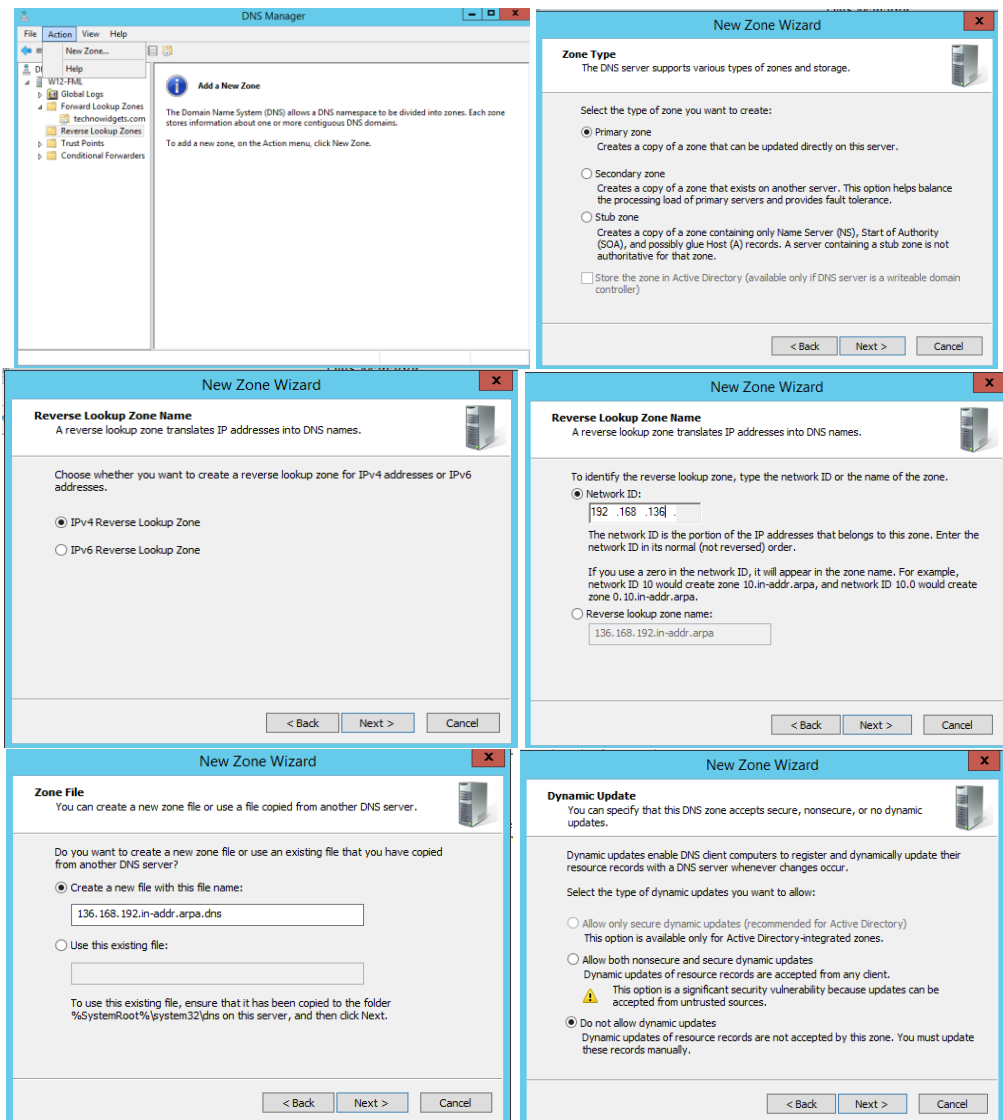 DNS Manager
File Action View Help
New Zone...
Help
W12-FML
Global Logs
Forward Lookup Zones
technowidgets.com
Reverse Lookup Zones
Trust Points
Conditional Forwarders
Add a New Zone
The Domain Name System (DNS) allows a DNS namespace to be divided into zones. Each zone
stores information about one or more contiguous DNS domains.
To add a new zone, on the Action menu, click New Zone.
New Zone Wizard
Zone Type
The DNS server supports various types of zones and storage.
Select the type of zone you want to create:
Primary zone
Creates a copy of a zone that can be updated directly on this server.
Secondary zone
Creates a copy of a zone that exists on another server. This option helps balance
the processing load of primary servers and provides fault tolerance.
Stub zone
Creates a copy of a zone containing only Name Server (NS), Start of Authority
(SOA), and possibly glue Host (A) records. A server containing a stub zone is not
authoritative for that zone.
Store the zone in Active Directory (available only if DNS server is a writeable domain
controller)
< Back Next > Cancel
New Zone Wizard
Reverse Lookup Zone Name
A reverse lookup zone translates IP addresses into DNS names.
Choose whether you want to create a reverse lookup zone for IPv4 addresses or IPv6
addresses.
IPv4 Reverse Lookup Zone
IPv6 Reverse Lookup Zone
< Back Next > Cancel
New Zone Wizard
Reverse Lookup Zone Name
A reverse lookup zone translates IP addresses into DNS names.
To identify the reverse lookup zone, type the network ID or the name of the zone.
Network ID:
192 .168 .136 .
The network ID is the portion of the IP addresses that belongs to this zone. Enter the
network ID in its normal (not reversed) order.
If you use a zero in the network ID, it will appear in the zone name. For example,
network ID 10 would create zone 10.in-addr.arpa, and network ID 10.0 would create
zone 0.10.in-addr.arpa.
Reverse lookup zone name:
136.168.192.in-addr.arpa
< Back Next > Cancel
New Zone Wizard
Zone File
You can create a new zone file or use a file copied from another DNS server.
Do you want to create a new zone file or use an existing file that you have copied
from another DNS server?
Create a new file with this file name:
136.168.192.in-addr.arpa.dns
Use this existing file:
To use this existing file, ensure that it has been copied to the folder
%SystemRoot%\system32\dns on this server, and then click Next.
< Back Next > Cancel
New Zone Wizard
Dynamic Update
You can specify that this DNS zone accepts secure, nonsecure, or no dynamic
updates.
Dynamic updates enable DNS client computers to register and dynamically update their
resource records with a DNS server whenever changes occur.
Select the type of dynamic updates you want to allow:
Allow only secure dynamic updates (recommended for Active Directory)
This option is available only for Active Directory-integrated zones.
Allow both nonsecure and secure dynamic updates
Dynamic updates of resource records are accepted from any client.
This option is a significant security vulnerability because updates can be
accepted from untrusted sources.
Do not allow dynamic updates
Dynamic updates of resource records are not accepted by this zone. You must update
these records manually.
< Back Next > Cancel